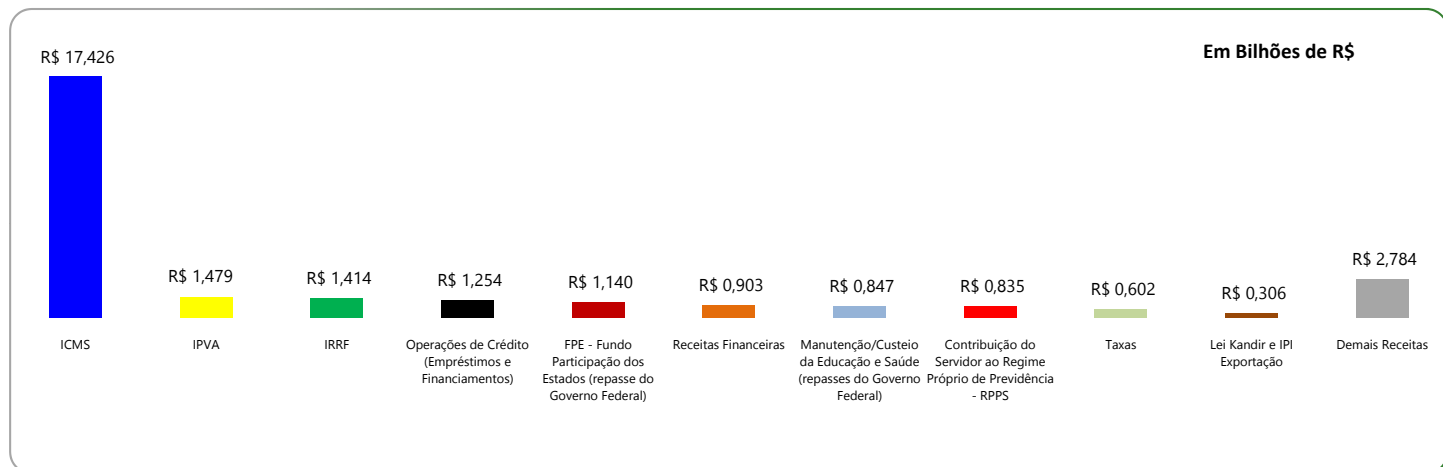 Em Bilhões de R$
R$ 17,426
R$ 1,479
R$ 1,414
R$ 1,254
R$ 1,140
R$ 0,903
R$ 0,847
R$ 0,835
R$ 0,602
R$ 0,306
R$ 2,784
ICMS
IPVA
IRRF
Operações de Crédito
(Empréstimos e
Financiamentos)
FPE - Fundo
Participação dos
Estados (repasse do
Governo Federal)
Receitas Financeiras
Manutenção/Custeio
da Educação e Saúde
(repasses do Governo
Federal)
Contribuição do
Servidor ao Regime
Próprio de Previdência
- RPPS
Taxas
Lei Kandir e IPI
Exportação
Demais Receitas